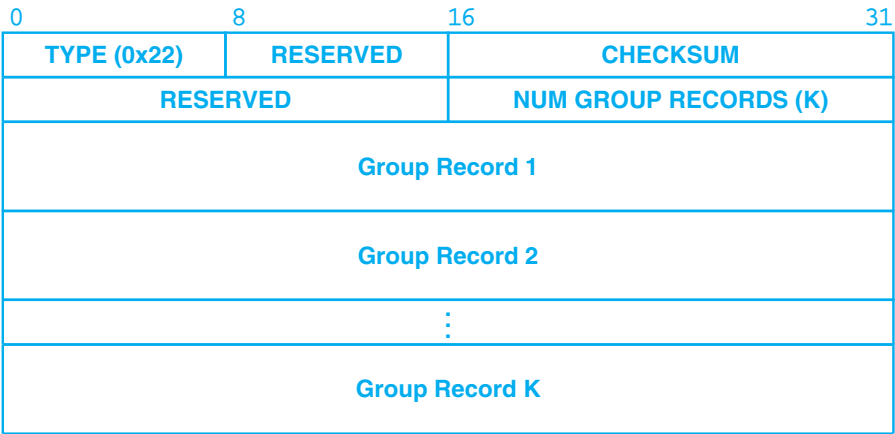 0 8 16 31
TYPE (0x22) RESERVED CHECKSUM
RESERVED NUM GROUP RECORDS (K)
Group Record 1
Group Record 2
⋮
Group Record K